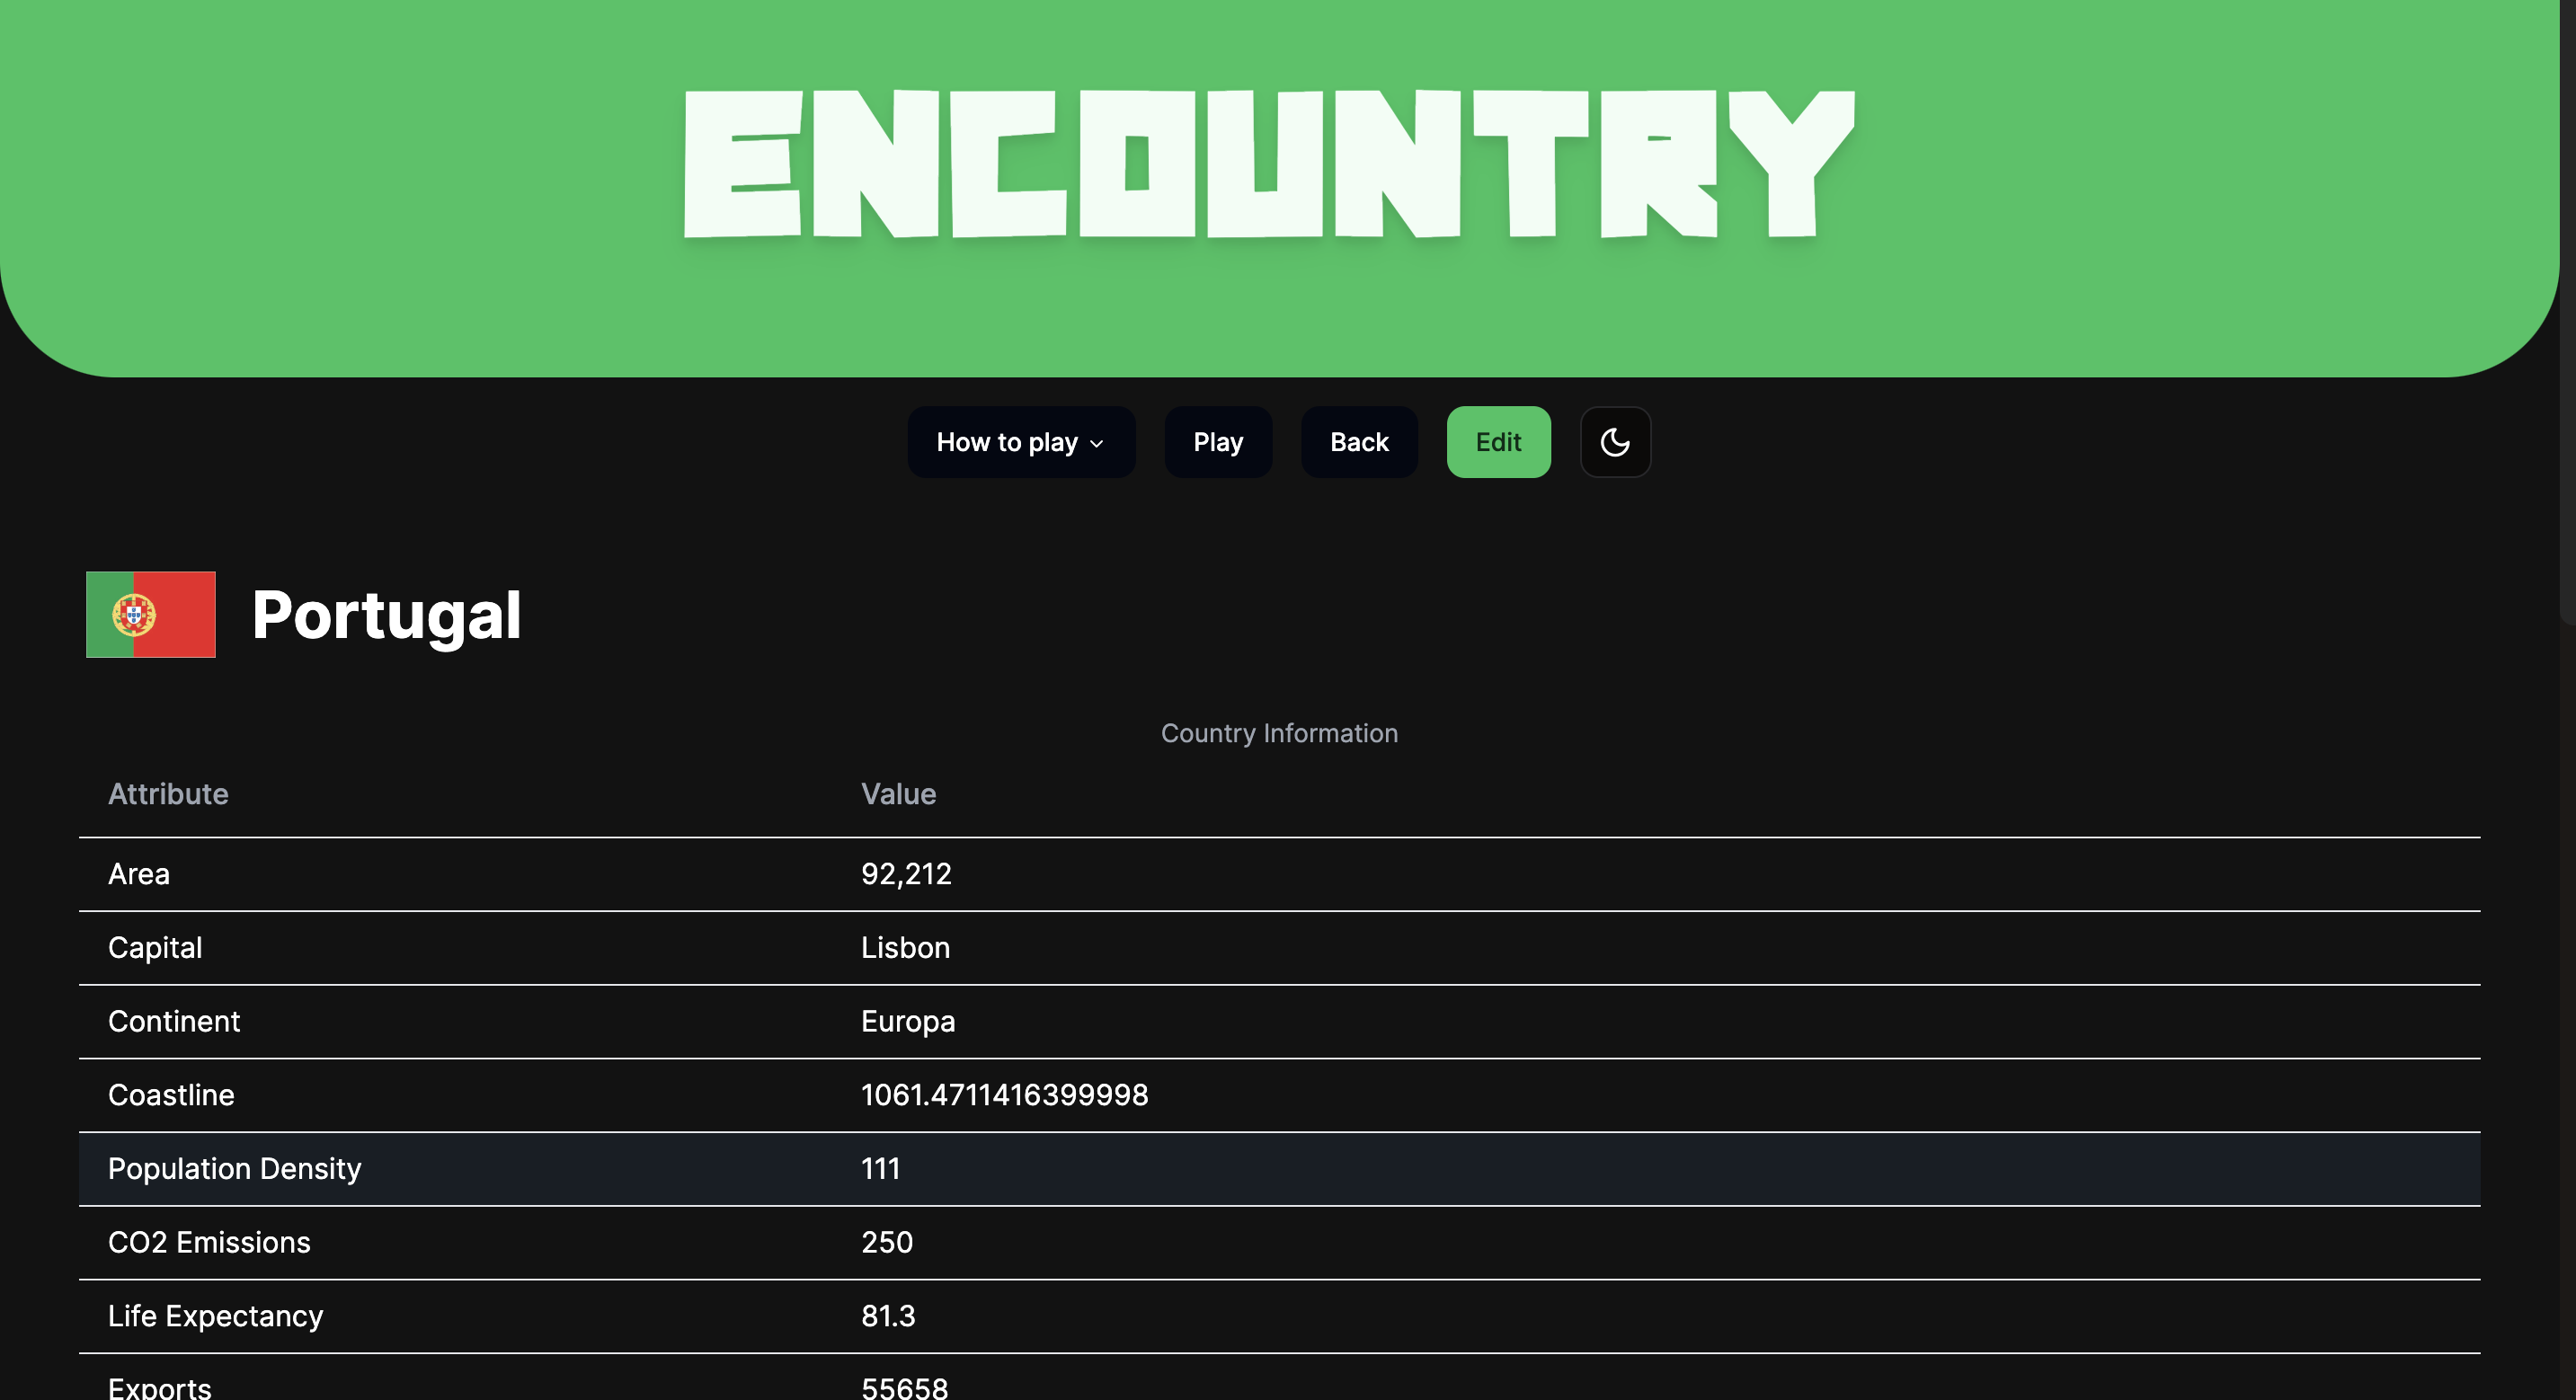 ENCOUNTRY
How to play Play Back Edit
Portugal
Country Information
Attribute Value
Area 92,212
Capital Lisbon
Continent Europa
Coastline 1061.4711416399998
Population Density 111
CO2 Emissions 250
Life Expectancy 81.3
Exports 55658